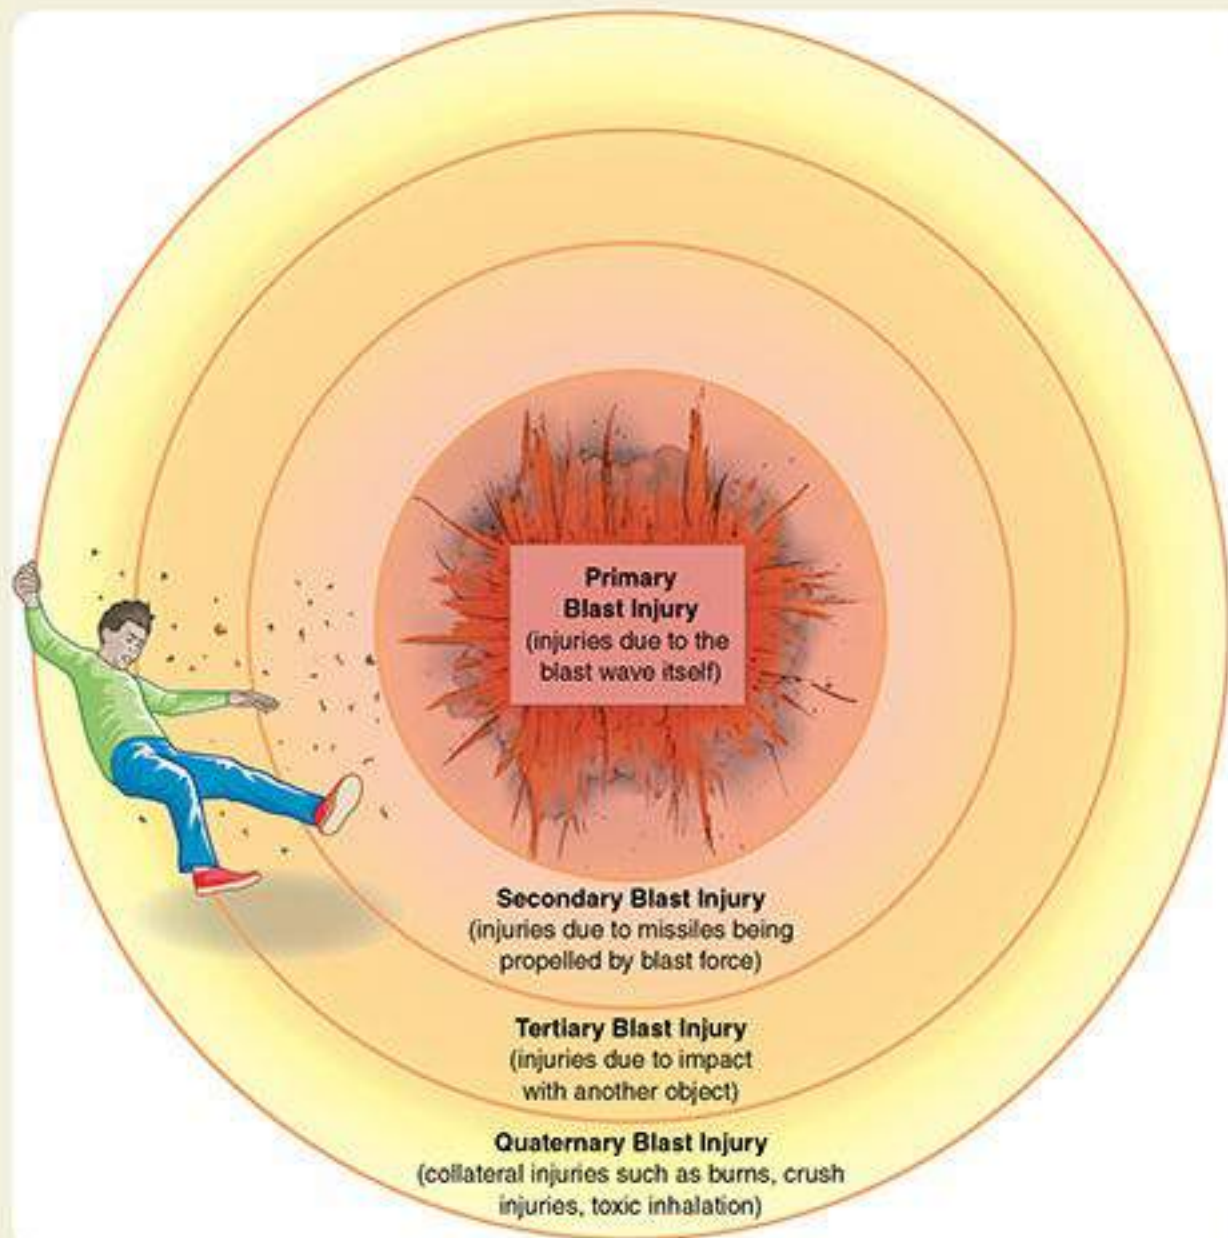 Primary
Blast Injury
(injuries due to the
blast wave itself)
Secondary Blast Injury
(injuries due to missiles being
propelled by blast force)
Tertiary Blast Injury
(injuries due to impact
with another object)
Quaternary Blast Injury
(collateral injuries such as burns, crush
injuries, toxic inhalation)